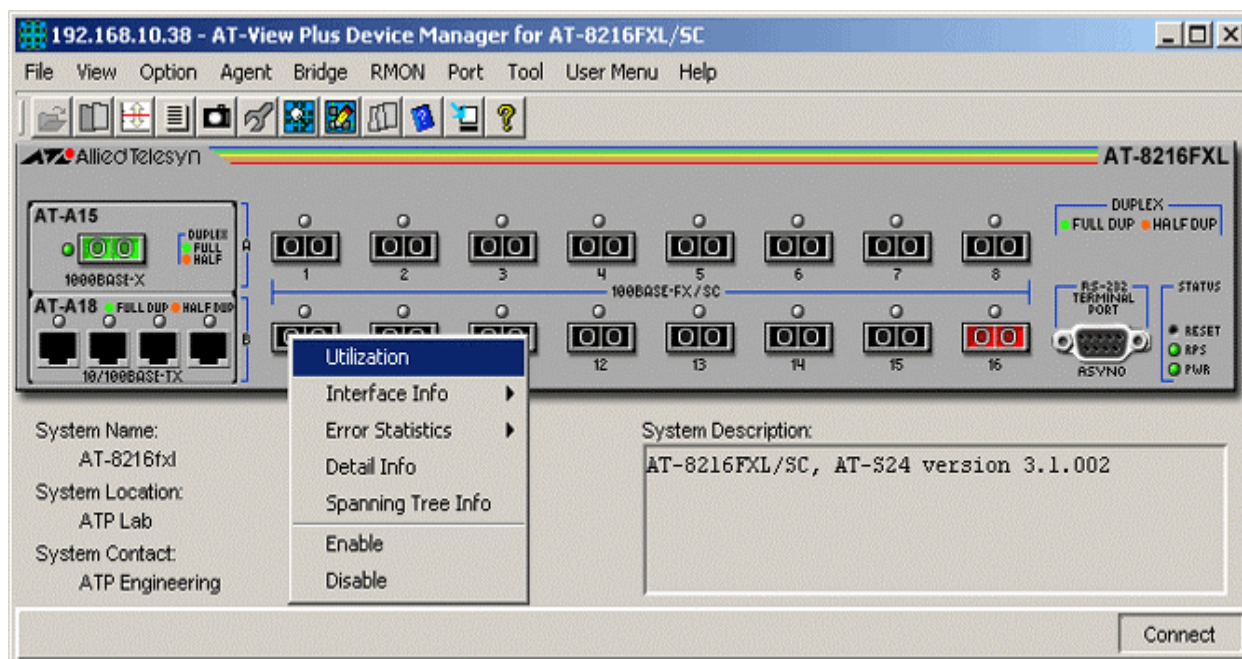 192.168.10.38 - AT-View Plus Device Manager for AT-8216FXL/SC
File View Option Agent Bridge RMON Port Tool User Menu Help
Allied Telesyn
AT-8216FXL
AT-A15
DUPLEX
FULL
HALF
1000BASE-X
A
1 2 3 4 5 6 7 8
DUPLEX
FULL DUP HALF DUP
100BASE-FX/SC
AT-A18 FULL DUP HALF DUP
10/100BASE-TX
B
12 13 14 15 16
RS-232
TERMINAL
PORT
ASYNO
STATUS
RESET
RPS
PWR
Utilization
Interface Info
Error Statistics
Detail Info
Spanning Tree Info
Enable
Disable
System Name:
AT-8216fxl
System Location:
ATP Lab
System Contact:
ATP Engineering
System Description:
AT-8216FXL/SC, AT-S24 version 3.1.002
Connect